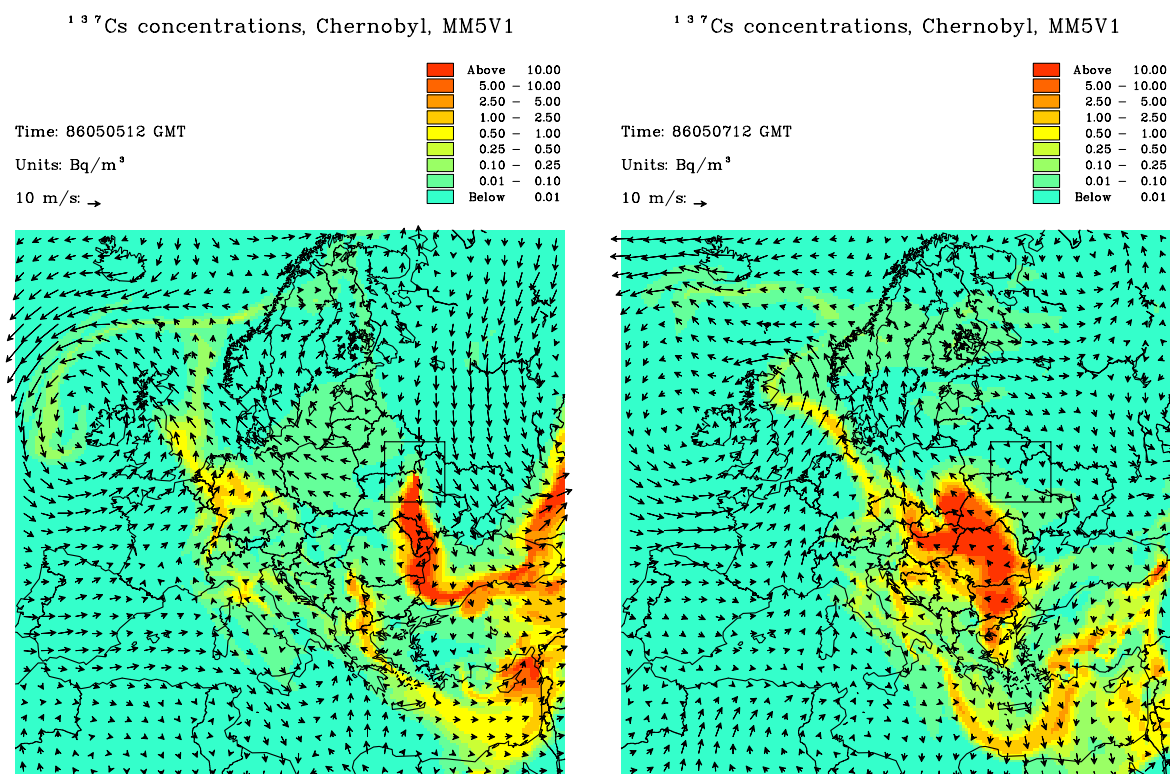 ¹³⁷Cs concentrations, Chernobyl, MM5V1
Above 10.00
5.00 – 10.00
2.50 – 5.00
1.00 – 2.50
0.50 – 1.00
0.25 – 0.50
0.10 – 0.25
0.01 – 0.10
Below 0.01
Time: 86050512 GMT
Units: Bq/m³
10 m/s:
¹³⁷Cs concentrations, Chernobyl, MM5V1
Above 10.00
5.00 – 10.00
2.50 – 5.00
1.00 – 2.50
0.50 – 1.00
0.25 – 0.50
0.10 – 0.25
0.01 – 0.10
Below 0.01
Time: 86050712 GMT
Units: Bq/m³
10 m/s: